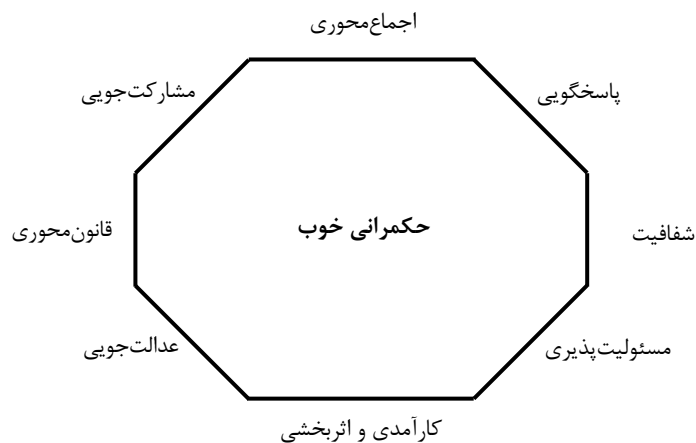 اجماع‌محوری
پاسخگویی
مشارکت‌جویی
حکمرانی خوب
شفافیت
قانون‌محوری
مسئولیت‌پذیری
عدالت‌جویی
کارآمدی و اثربخشی